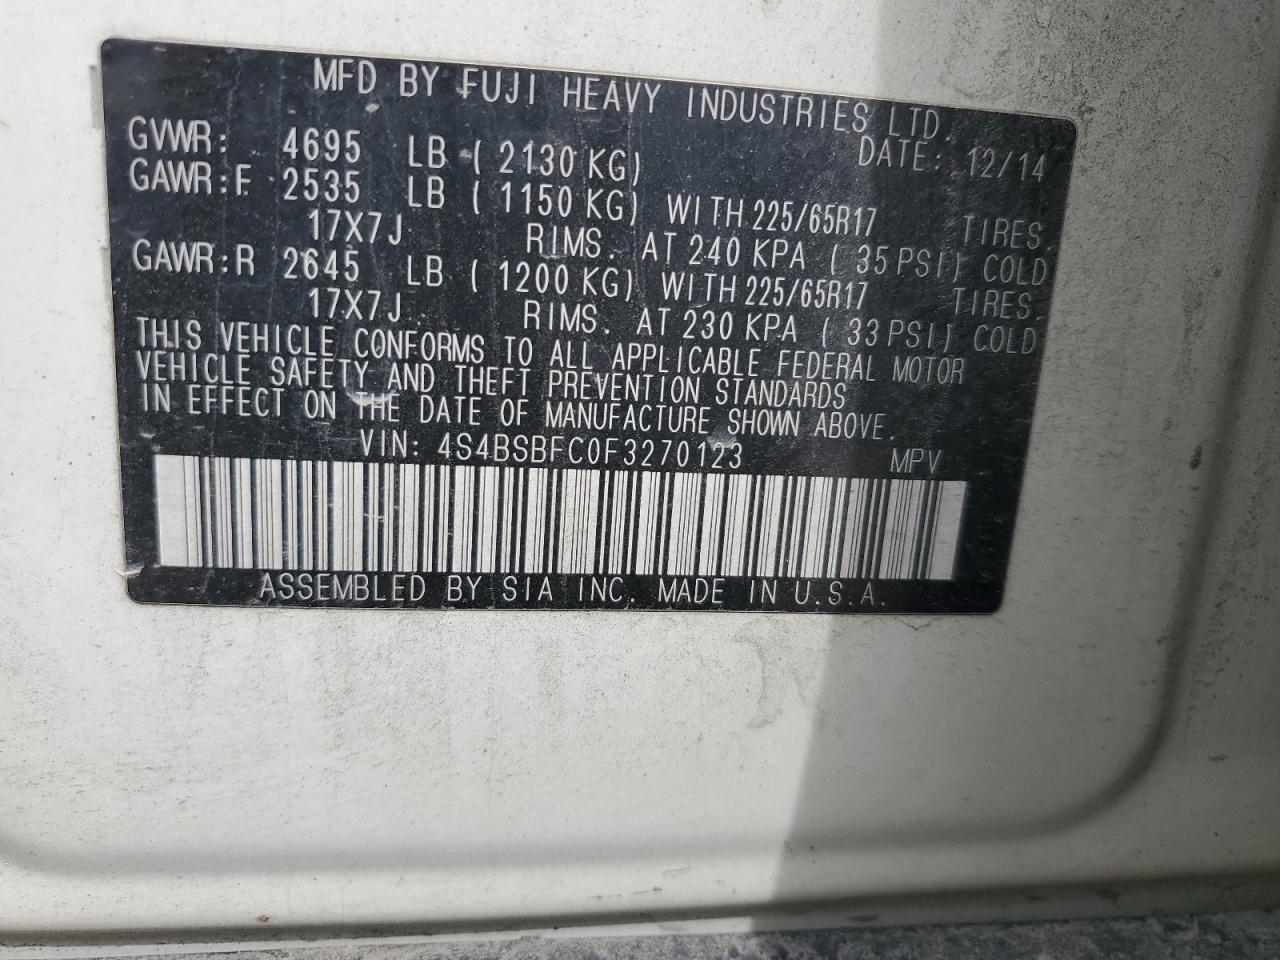 MFD BY FUJI HEAVY INDUSTRIES LTD.
DATE: 12/14
GVWR: 4695 LB ( 2130 KG)
GAWR:F 2535 LB ( 1150 KG) WITH 225/65R17 TIRES.
17X7J RIMS. AT 240 KPA ( 35 PSI) COLD
GAWR:R 2645 LB ( 1200 KG) WITH 225/65R17 TIRES.
17X7J RIMS. AT 230 KPA ( 33 PSI) COLD
THIS VEHICLE CONFORMS TO ALL APPLICABLE FEDERAL MOTOR
VEHICLE SAFETY AND THEFT PREVENTION STANDARDS
IN EFFECT ON THE DATE OF MANUFACTURE SHOWN ABOVE.
VIN: 4S4BSBFC0F3270123 MPV
ASSEMBLED BY SIA INC. MADE IN U.S.A.